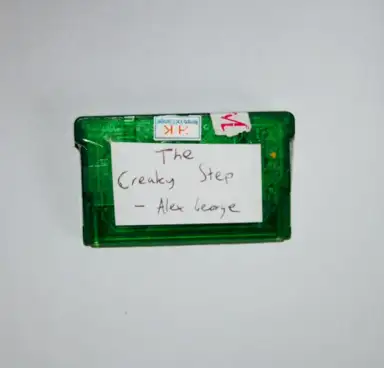 The
Creaky Step
- Alex George